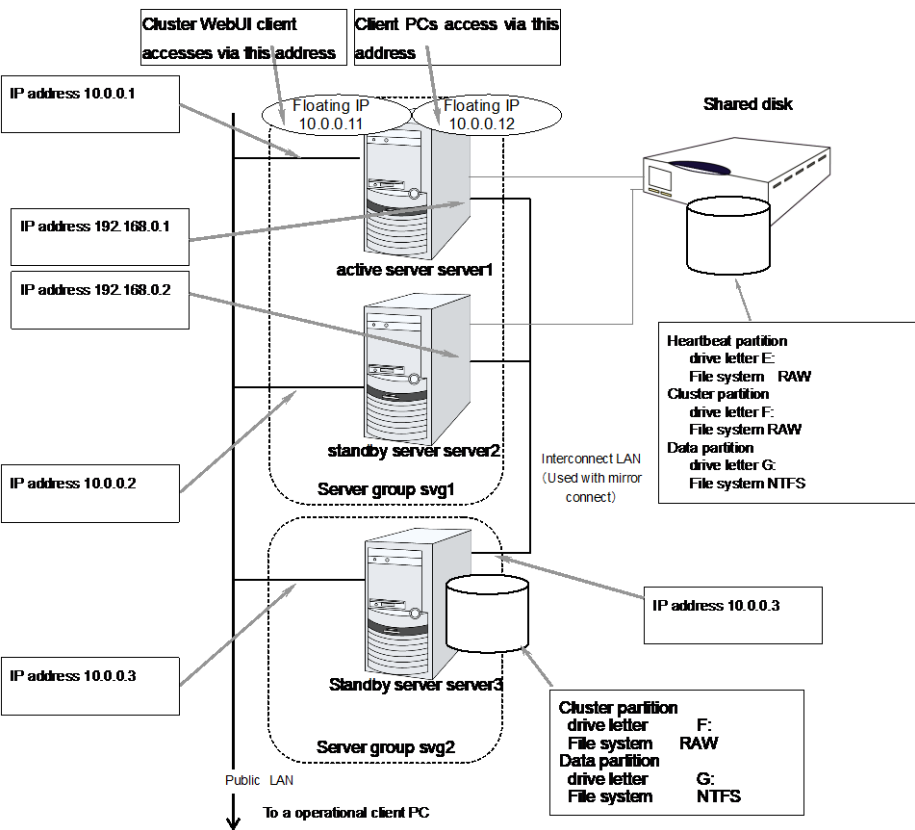 Cluster WebUI client
accesses via this address
Client PCs access via this
address
IP address 10.0.0.1
Floating IP
10.0.0.11
Floating IP
10.0.0.12
Shared disk
IP address 192.168.0.1
active server server1
IP address 192.168.0.2
Heartbeat partition
drive letter E:
File system RAW
Cluster partition
drive letter F:
File system RAW
Data partition
drive letter G:
File system NTFS
standby server server2
Interconnect LAN
(Used with mirror
connect)
IP address 10.0.0.2
Server group svg1
IP address 10.0.0.3
IP address 10.0.0.3
Standby server server3
Cluster partition
drive letter F:
File system RAW
Data partition
drive letter G:
File system NTFS
Server group svg2
Public LAN
To a operational client PC